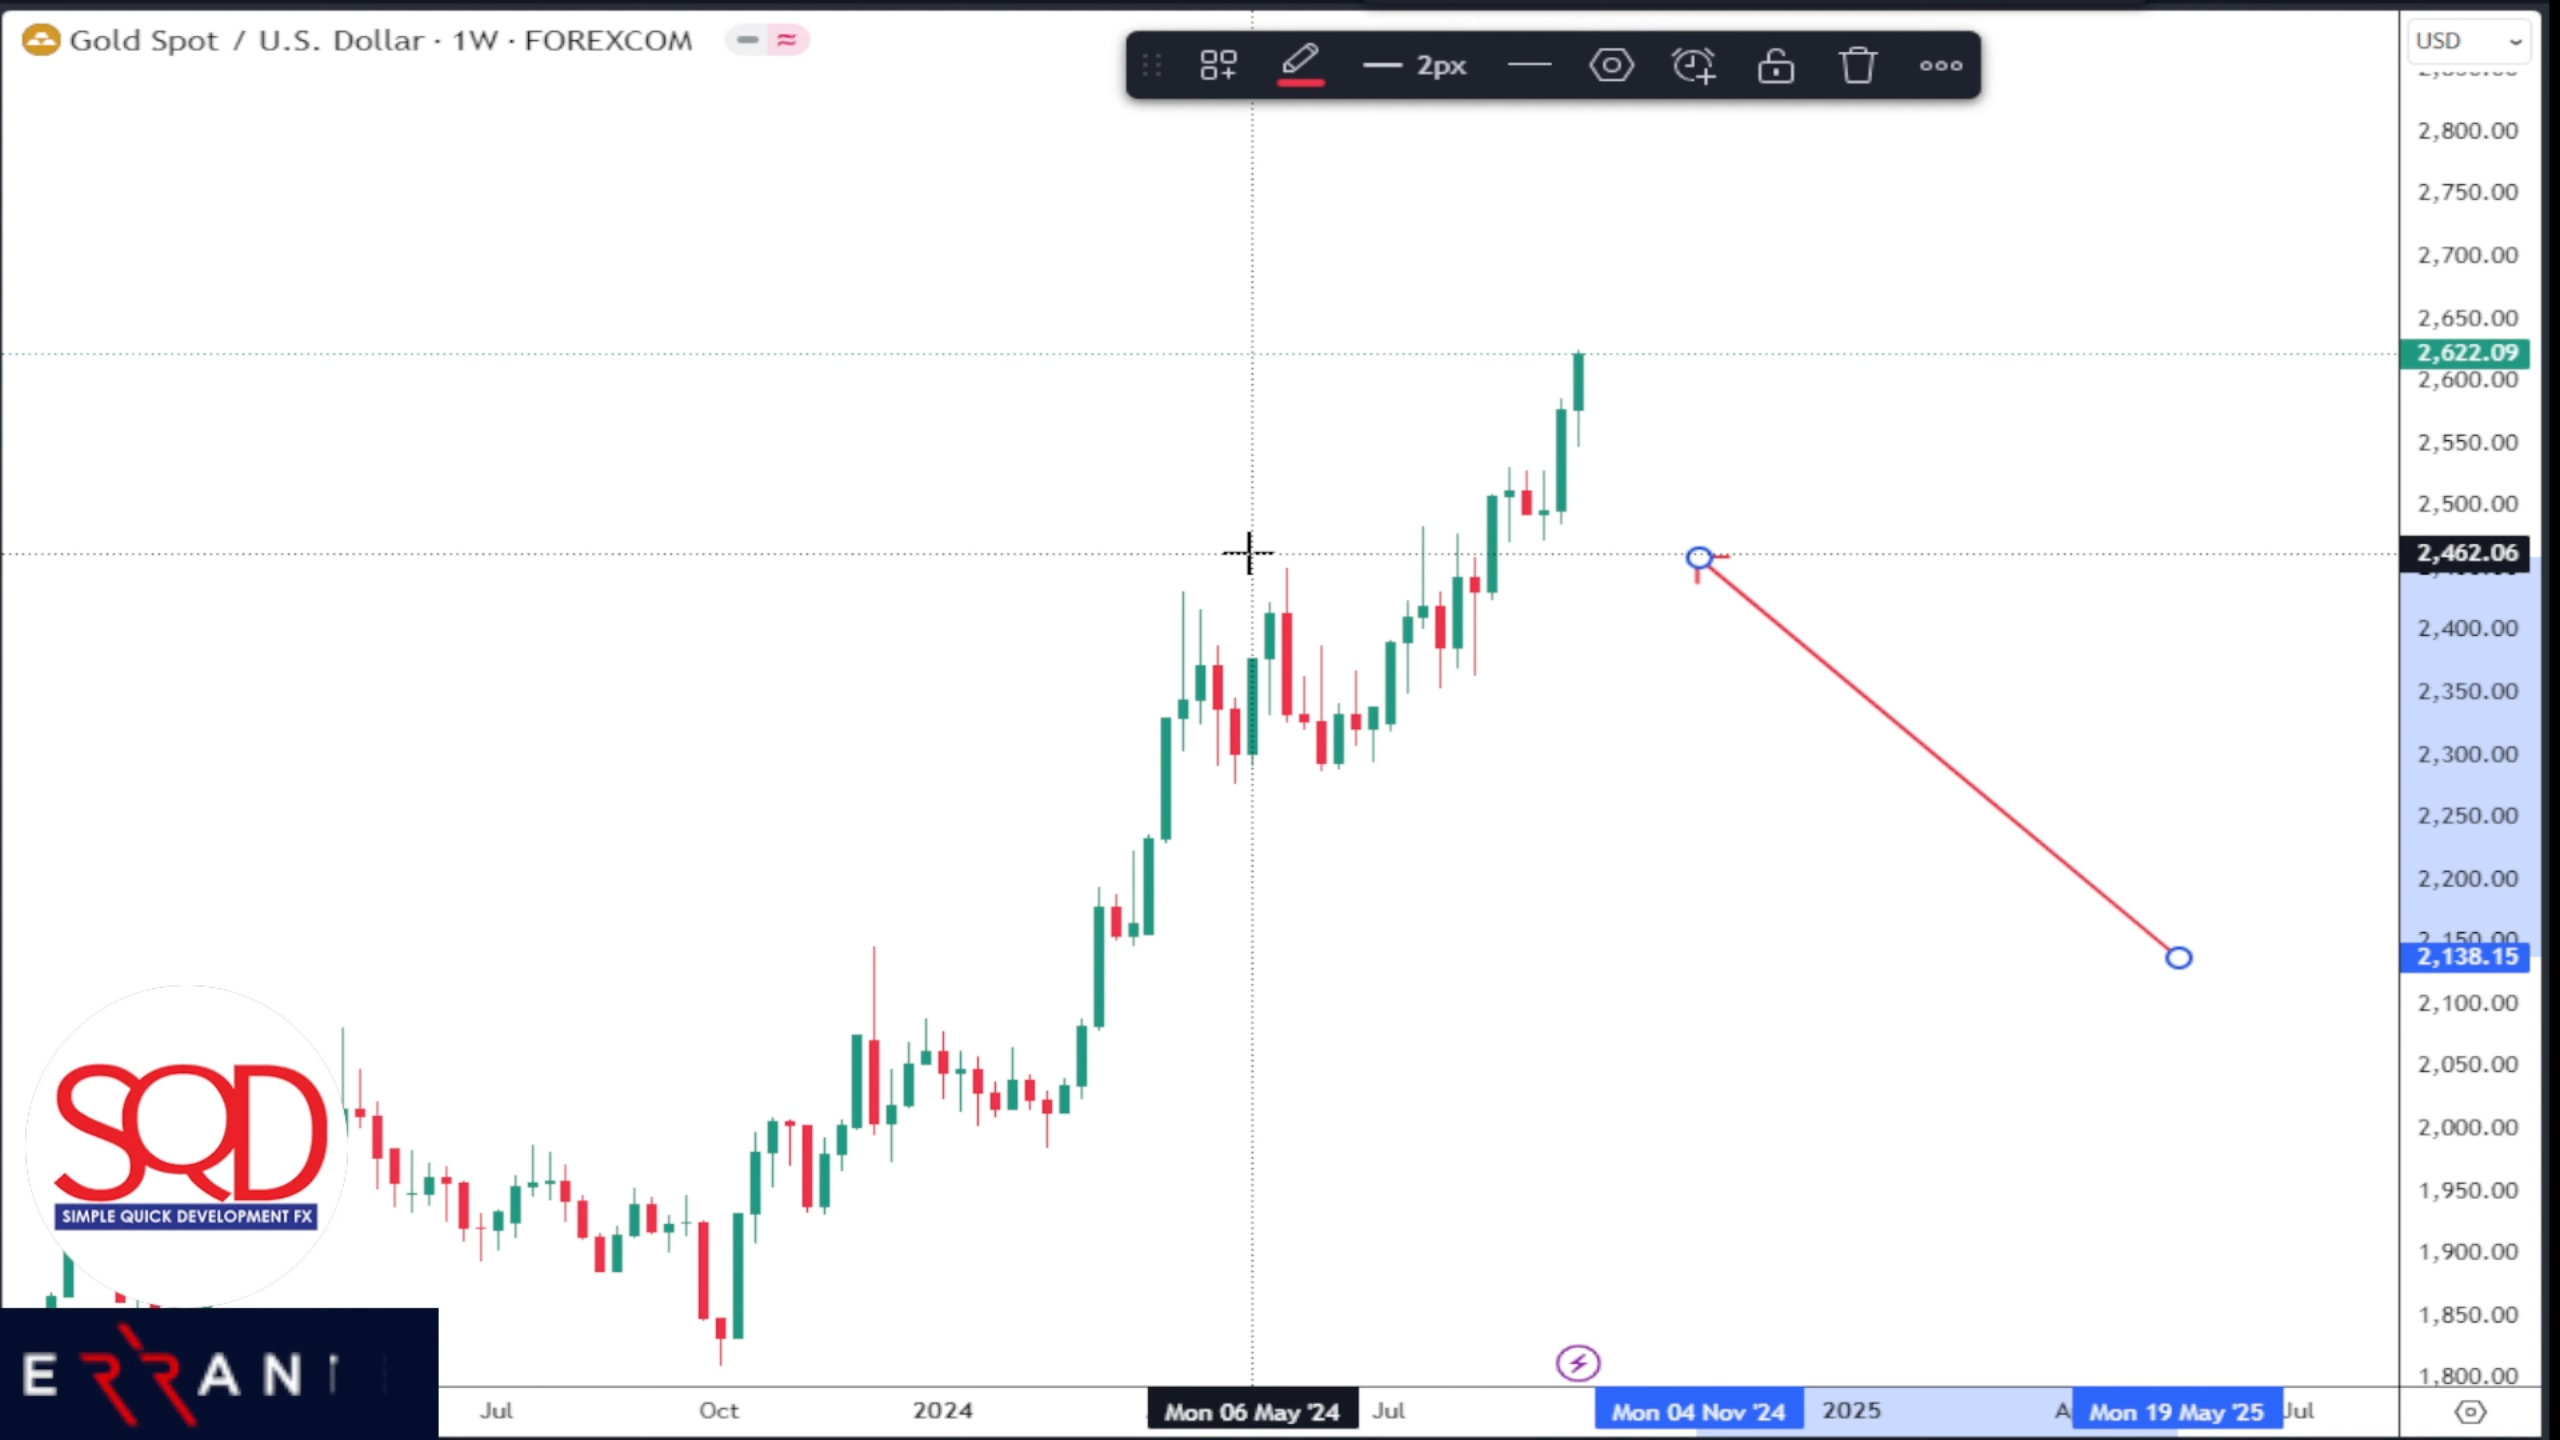 Gold Spot / U.S. Dollar · 1W · FOREXCOM
2px
USD
2,800.00
2,750.00
2,700.00
2,650.00
2,622.09
2,600.00
2,550.00
2,500.00
2,462.06
2,400.00
2,350.00
2,300.00
2,250.00
2,200.00
2,150.00
2,138.15
2,100.00
2,050.00
2,000.00
1,950.00
1,900.00
1,850.00
1,800.00
SQD
SIMPLE QUICK DEVELOPMENT FX
ERRAN
Jul
Oct
2024
Mon 06 May '24
Jul
Mon 04 Nov '24
2025
A
Mon 19 May '25
Jul